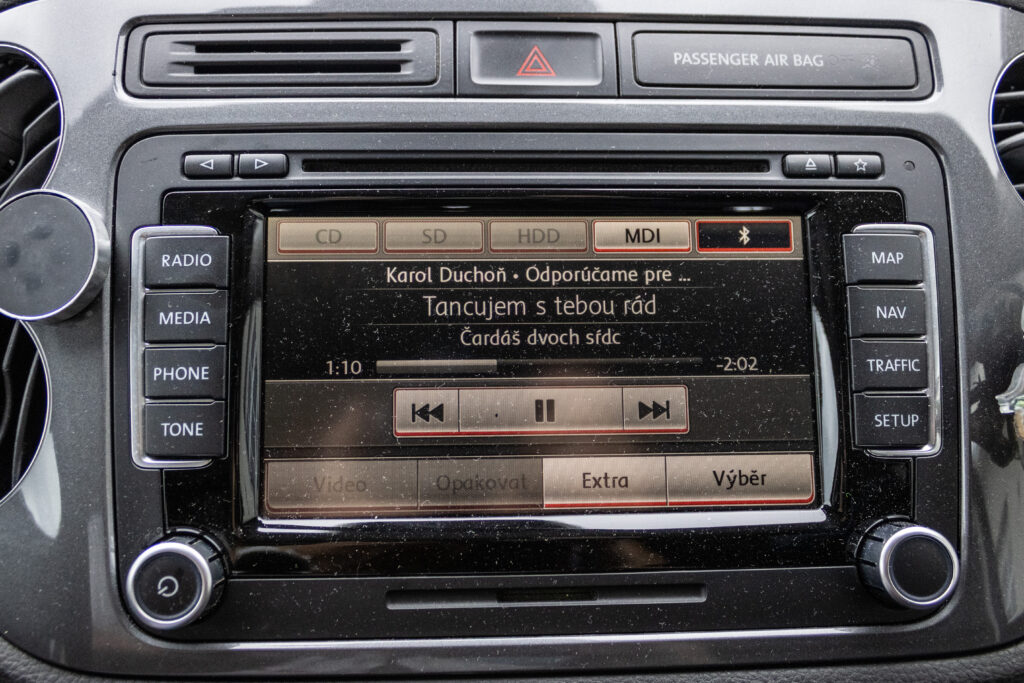 PASSENGER AIR BAG
RADIO
MEDIA
PHONE
TONE
CD SD HDD MDI
Karol Duchoň • Odporúčame pre ...
Tancujem s tebou rád
Čardáš dvoch sŕdc
1:10 -2:02
Video Opakovat Extra Výběr
MAP
NAV
TRAFFIC
SETUP